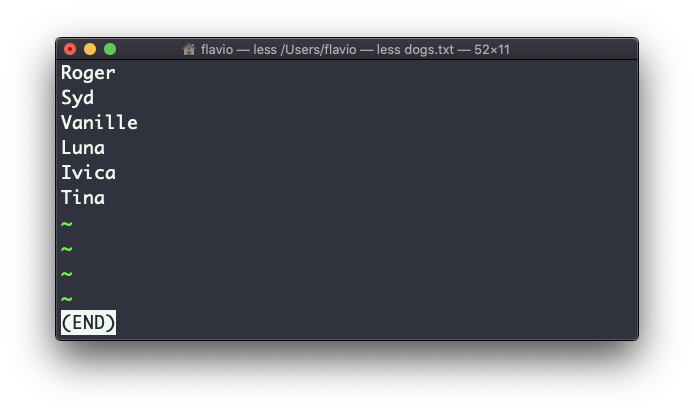 flavio — less /Users/flavio — less dogs.txt — 52×11
Roger
Syd
Vanille
Luna
Ivica
Tina
~
~
~
~
(END)